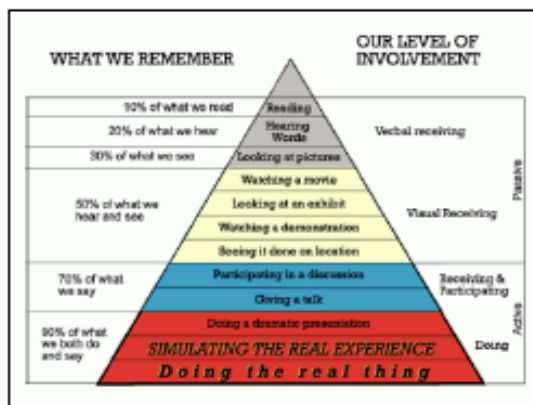 WHAT WE REMEMBER
OUR LEVEL OF
INVOLVEMENT
10% of what we read
Reading
20% of what we hear
Hearing
Words
Verbal receiving
30% of what we see
Looking at pictures
Watching a movie
50% of what we
hear and see
Looking at an exhibit
Watching a demonstration
Visual Receiving
Seeing it done on location
Passive
70% of what
we say
Participating in a discussion
Giving a talk
Receiving &
Participating
90% of what
we both do
and say
Doing a dramatic presentation
SIMULATING THE REAL EXPERIENCE
Doing the real thing
Doing
Active